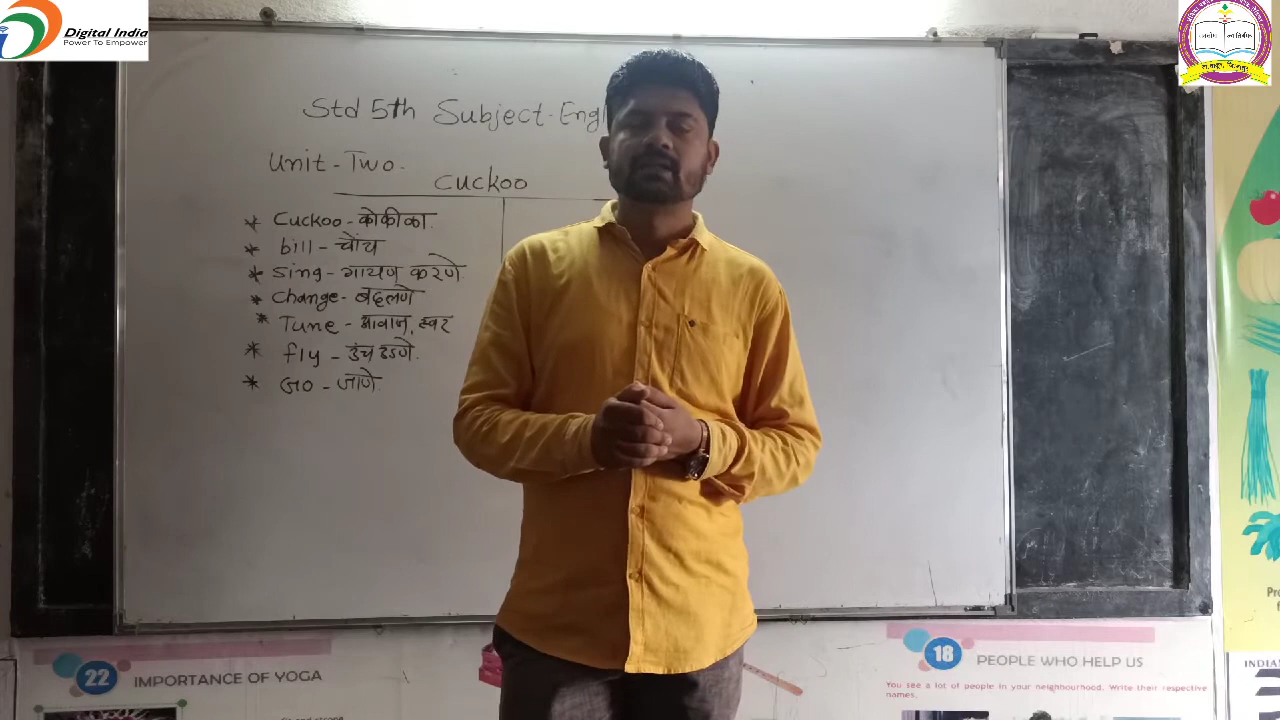 Digital India
Power To Empower
Std 5th Subject-Engl
Unit-Two.
Cuckoo
* Cuckoo-कोकीळा.
* bill-चोंच
* Sing-गायण करणे
* Change-बदलणे
* Tune-आवाज, स्वर
* fly-उंच उडणे.
* Go-जाणे.
22 IMPORTANCE OF YOGA
18 PEOPLE WHO HELP US
You see a lot of people in your neighbourhood. Write their respective
names.
INDIA